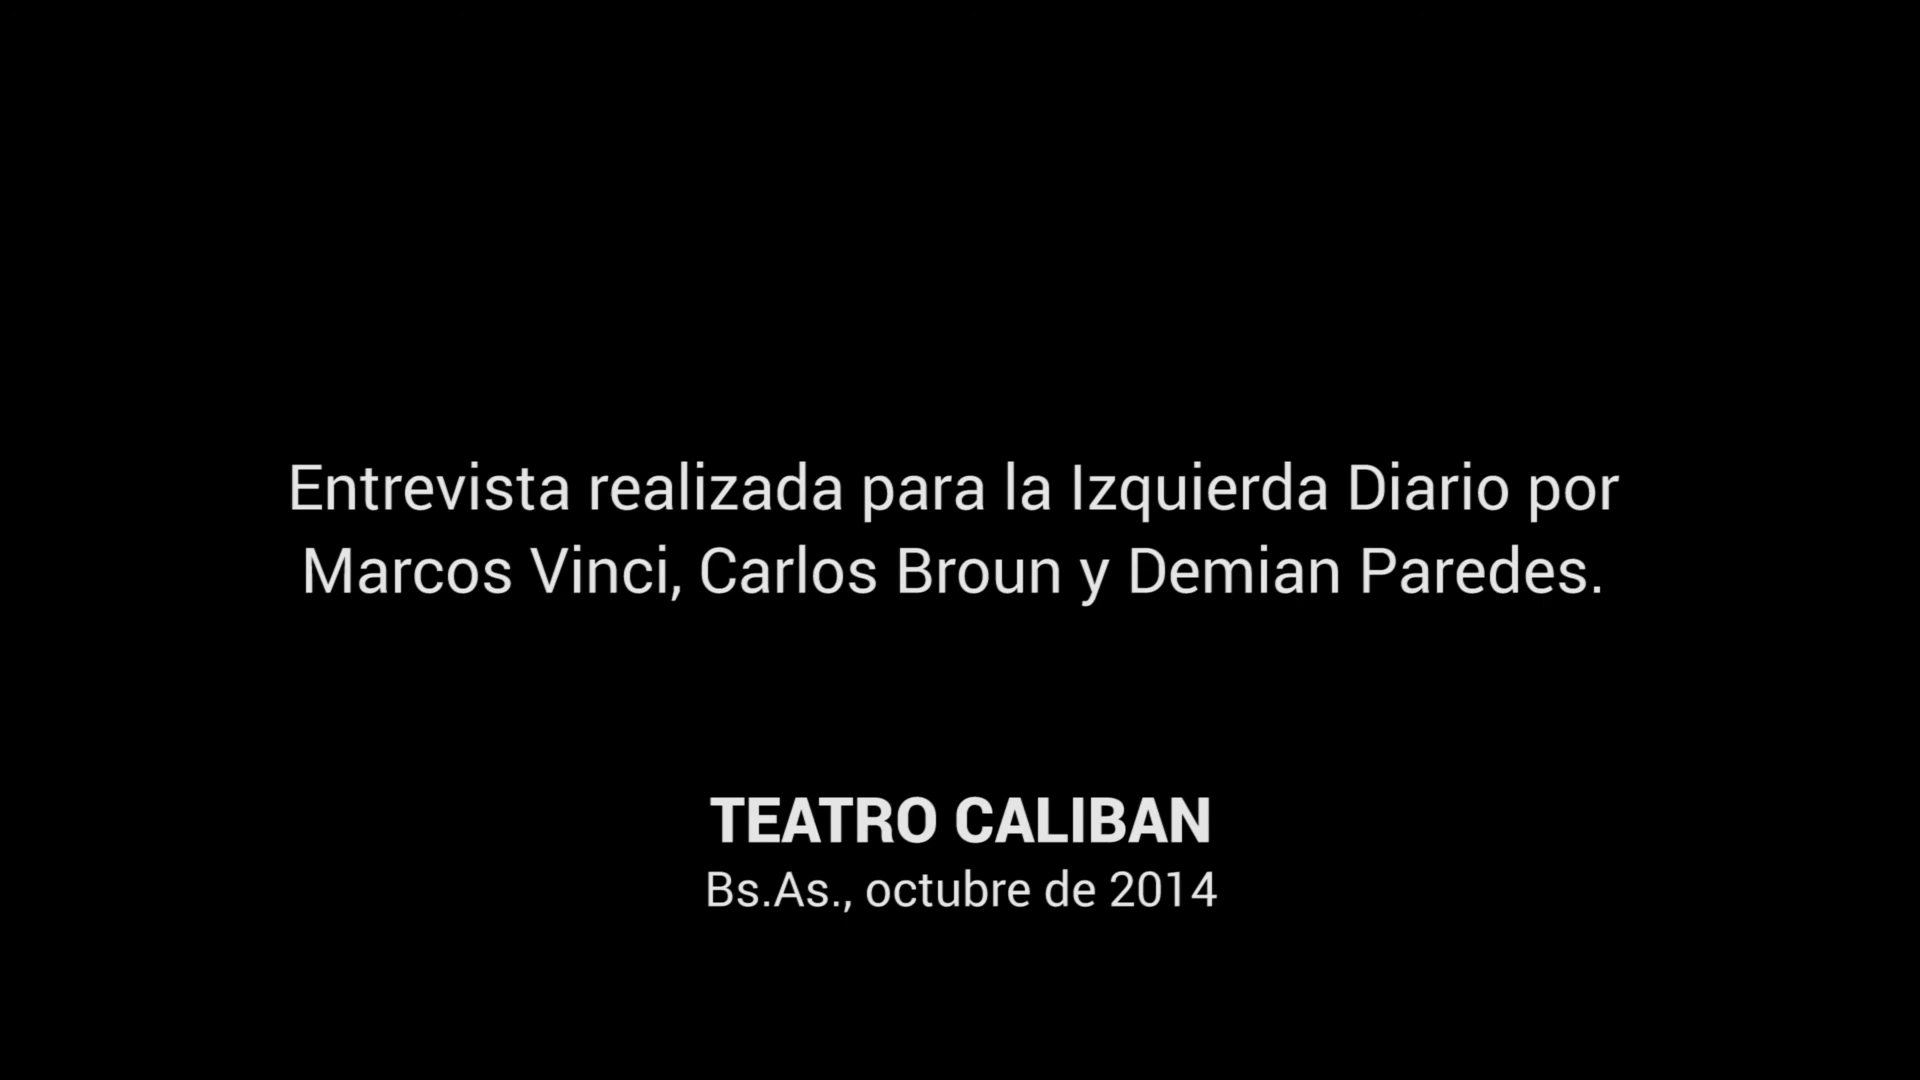 Entrevista realizada para la Izquierda Diario por
Marcos Vinci, Carlos Broun y Demian Paredes.
TEATRO CALIBAN
Bs.As., octubre de 2014